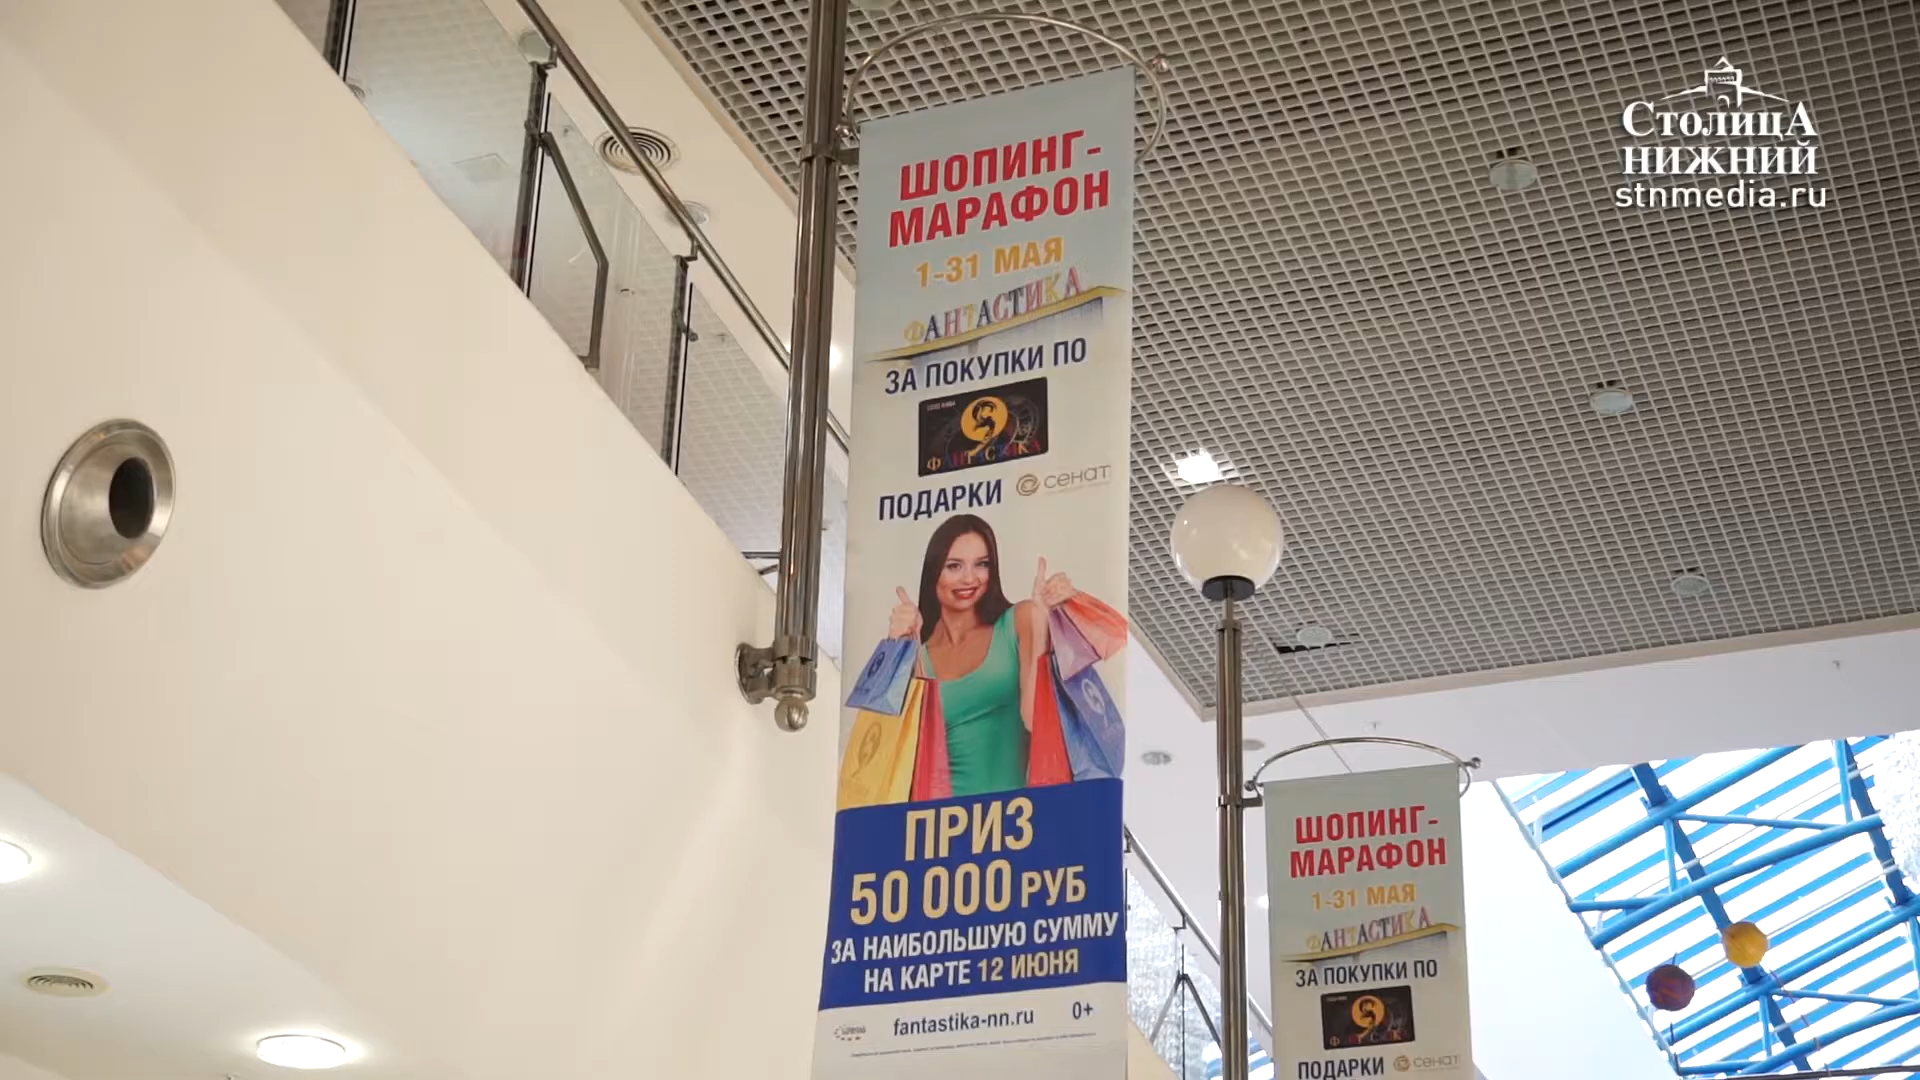 СТОЛИЦА
НИЖНИЙ
stnmedia.ru
ШОПИНГ-
МАРАФОН
1-31 МАЯ
ФАНТАСТИКА
ЗА ПОКУПКИ ПО
ФАНТАСТИКА
ПОДАРКИ
сенат
ПРИЗ
50 000 РУБ
ЗА НАИБОЛЬШУЮ СУММУ
НА КАРТЕ 12 ИЮНЯ
fantastika-nn.ru
0+
ШОПИНГ-
МАРАФОН
1-31 МАЯ
ФАНТАСТИКА
ЗА ПОКУПКИ ПО
ПОДАРКИ
сенат